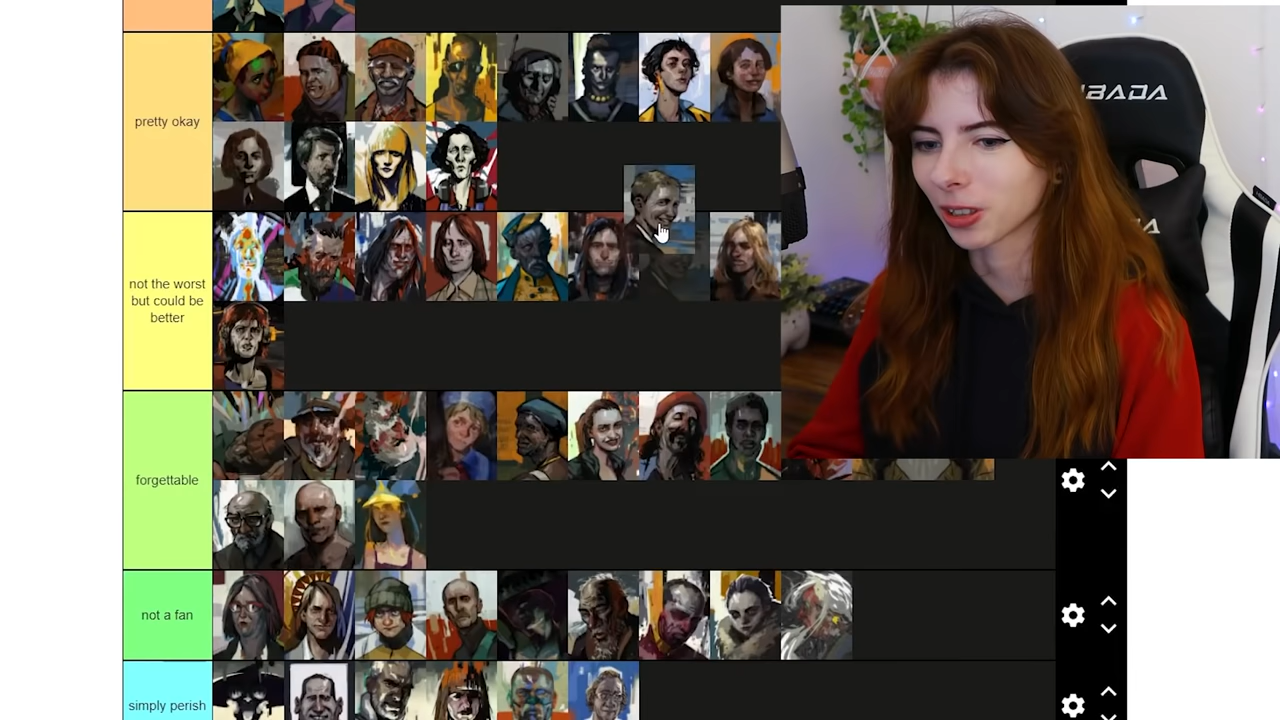 pretty okay
not the worst
but could be
better
forgettable
not a fan
simply perish
BADA